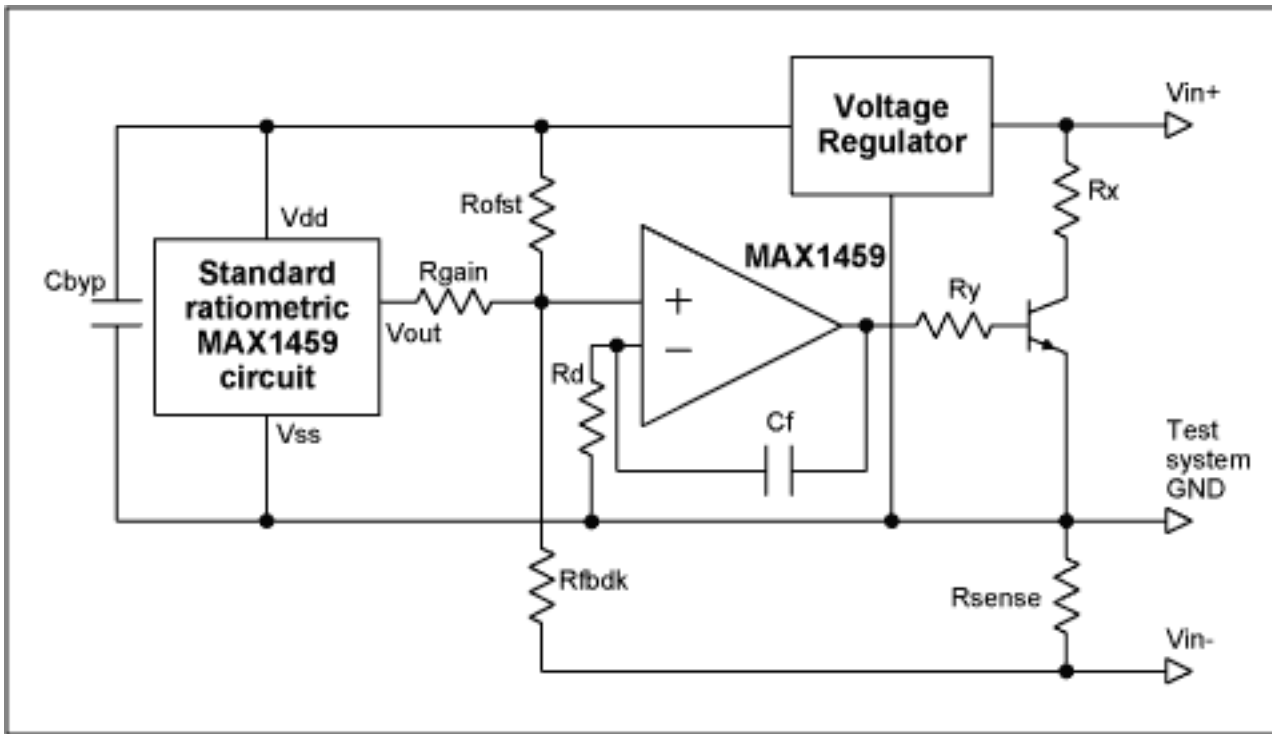 Voltage
Regulator
Vin+
Rx
Rofst
Vdd
MAX1459
Cbyp
Standard
ratiometric
MAX1459
circuit
Rgain
Vout
+
−
Ry
Rd
Cf
Vss
Test
system
GND
Rfbdk
Rsense
Vin-